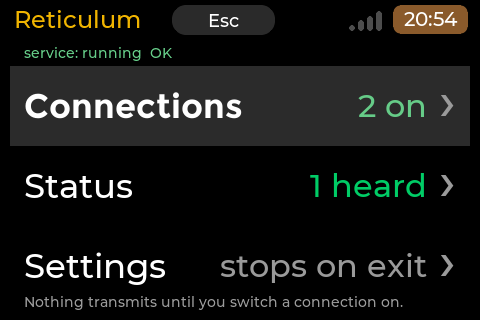 Reticulum Esc 20:54
service: running OK
Connections 2 on
Status 1 heard
Settings stops on exit
Nothing transmits until you switch a connection on.